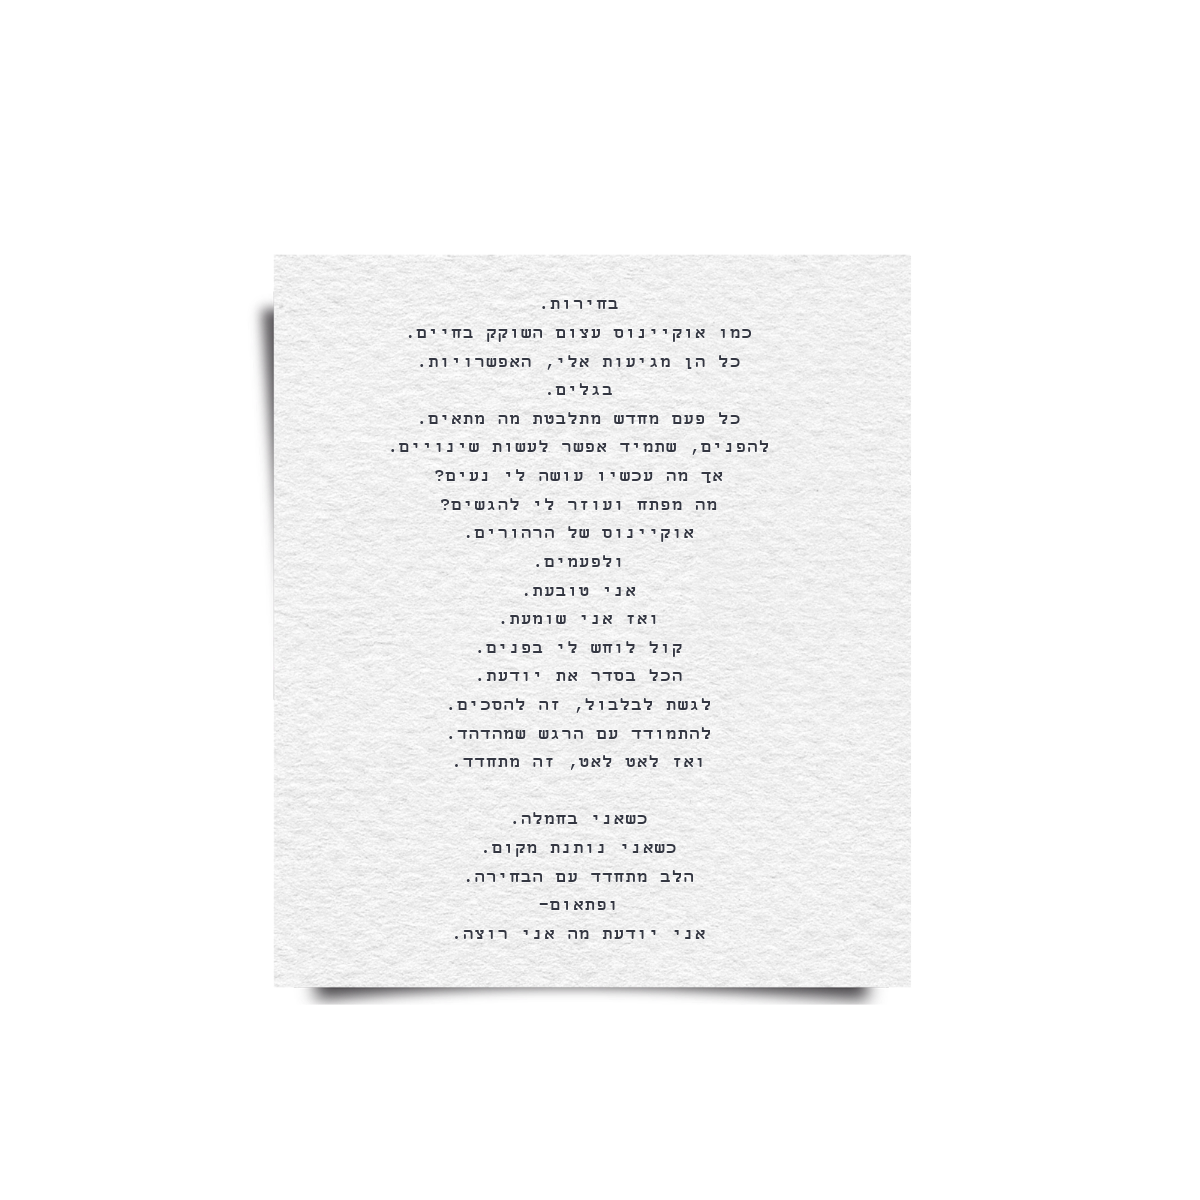 בחירות.
כמו אוקיינוס עצום השוקק בחיים.
כל הן מגיעות אלי, האפשרויות.
בגלים.
כל פעם מחדש מתלבטת מה מתאים.
להפנים, שתמיד אפשר לעשות שינויים.
אך מה עכשיו עושה לי נעים?
מה מפתח ועוזר לי להגשים?
אוקיינוס של הרהורים.
ולפעמים.
אני טובעת.
ואז אני שומעת.
קול לוחש לי בפנים.
הכל בסדר את יודעת.
לגשת לבלבול, זה להסכים.
להתמודד עם הרגש שמהדהד.
ואז לאט לאט, זה מתחדד.
כשאני בחמלה.
כשאני נותנת מקום.
הלב מתחדד עם הבחירה.
ופתאום-
אני יודעת מה אני רוצה.